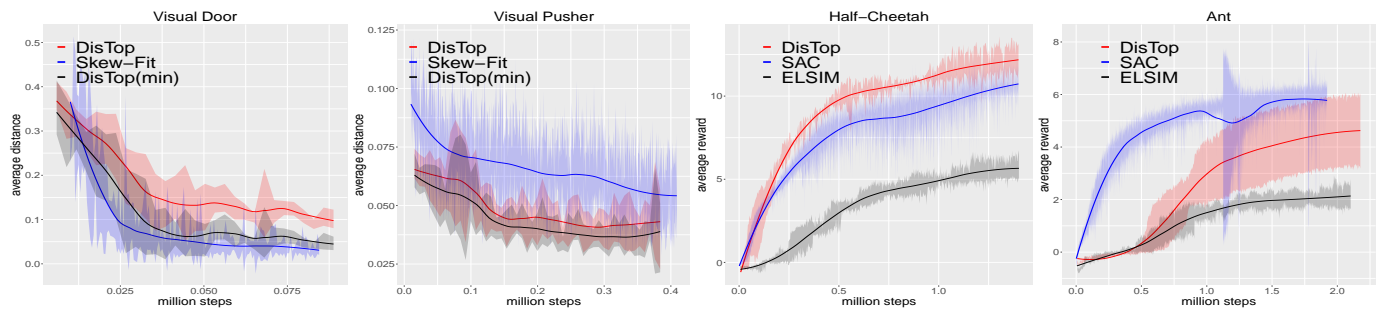 Visual Door
average distance
0.5
0.4
0.3
0.2
0.1
0.0
DisTop
Skew−Fit
DisTop(min)
0.025
0.050
0.075
million steps
Visual Pusher
average distance
0.125
0.100
0.075
0.050
0.025
DisTop
Skew−Fit
DisTop(min)
0.0
0.1
0.2
0.3
0.4
million steps
Half−Cheetah
average reward
10
5
0
DisTop
SAC
ELSIM
0.0
0.5
1.0
million steps
Ant
average reward
8
6
4
2
0
DisTop
SAC
ELSIM
0.0
0.5
1.0
1.5
2.0
million steps